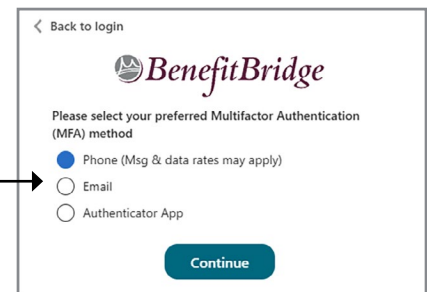 Back to login
BenefitBridge
Please select your preferred Multifactor Authentication
(MFA) method
Phone (Msg & data rates may apply)
Email
Authenticator App
Continue